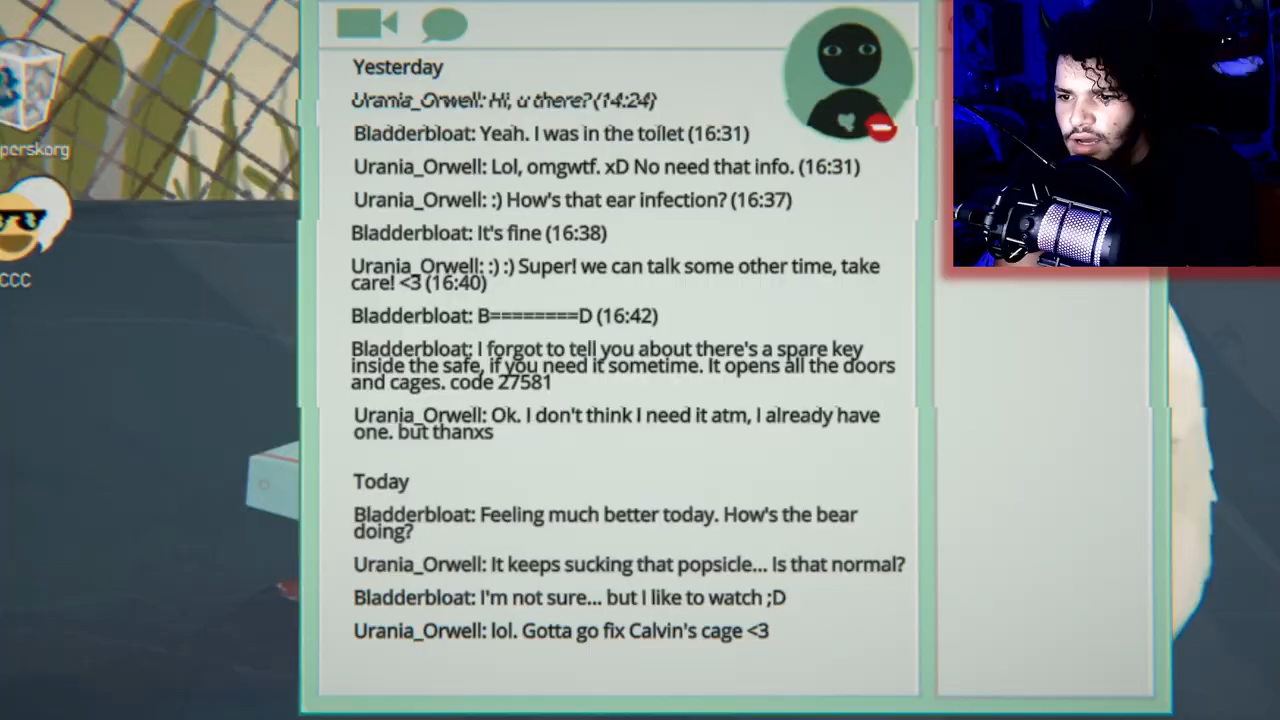 Yesterday
Urania_Orwell: Hi, u there? (14:24)
Bladderbloat: Yeah. I was in the toilet (16:31)
Urania_Orwell: Lol, omgwtf. xD No need that info. (16:31)
Urania_Orwell: :) How's that ear infection? (16:37)
Bladderbloat: It's fine (16:38)
Urania_Orwell: :) :) Super! we can talk some other time, take
care! <3 (16:40)
Bladderbloat: B========D (16:42)
Bladderbloat: I forgot to tell you about there's a spare key
inside the safe, if you need it sometime. It opens all the doors
and cages. code 27581
Urania_Orwell: Ok. I don't think I need it atm, I already have
one. but thanxs
Today
Bladderbloat: Feeling much better today. How's the bear
doing?
Urania_Orwell: It keeps sucking that popsicle... Is that normal?
Bladderbloat: I'm not sure... but I like to watch ;D
Urania_Orwell: lol. Gotta go fix Calvin's cage <3
perskorg
CCC